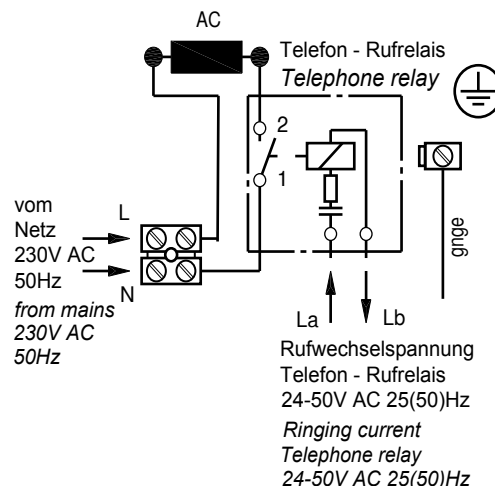 AC
Telefon - Rufrelais
Telephone relay
2
1
vom
Netz
230V AC
50Hz
from mains
230V AC
50Hz
L
N
gnge
La
Lb
Rufwechselspannung
Telefon - Rufrelais
24-50V AC 25(50)Hz
Ringing current
Telephone relay
24-50V AC 25(50)Hz